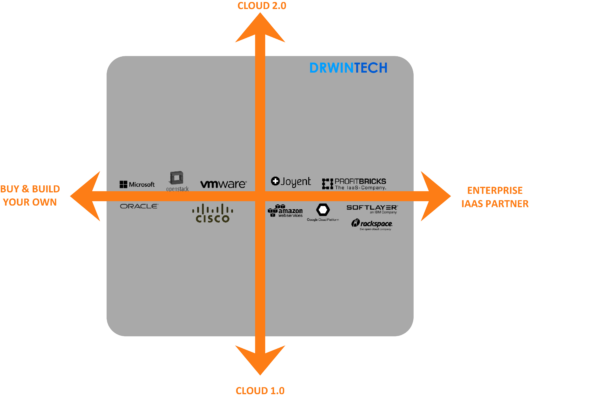 CLOUD 2.0
DRWINTECH
Microsoft
openstack
vmware
Joyent
PROFITBRICKS
The IaaS-Company.
BUY & BUILD
YOUR OWN
ENTERPRISE
IAAS PARTNER
ORACLE
CISCO
amazon
web services
Google Cloud Platform
SOFTLAYER
an IBM Company
rackspace
CLOUD 1.0